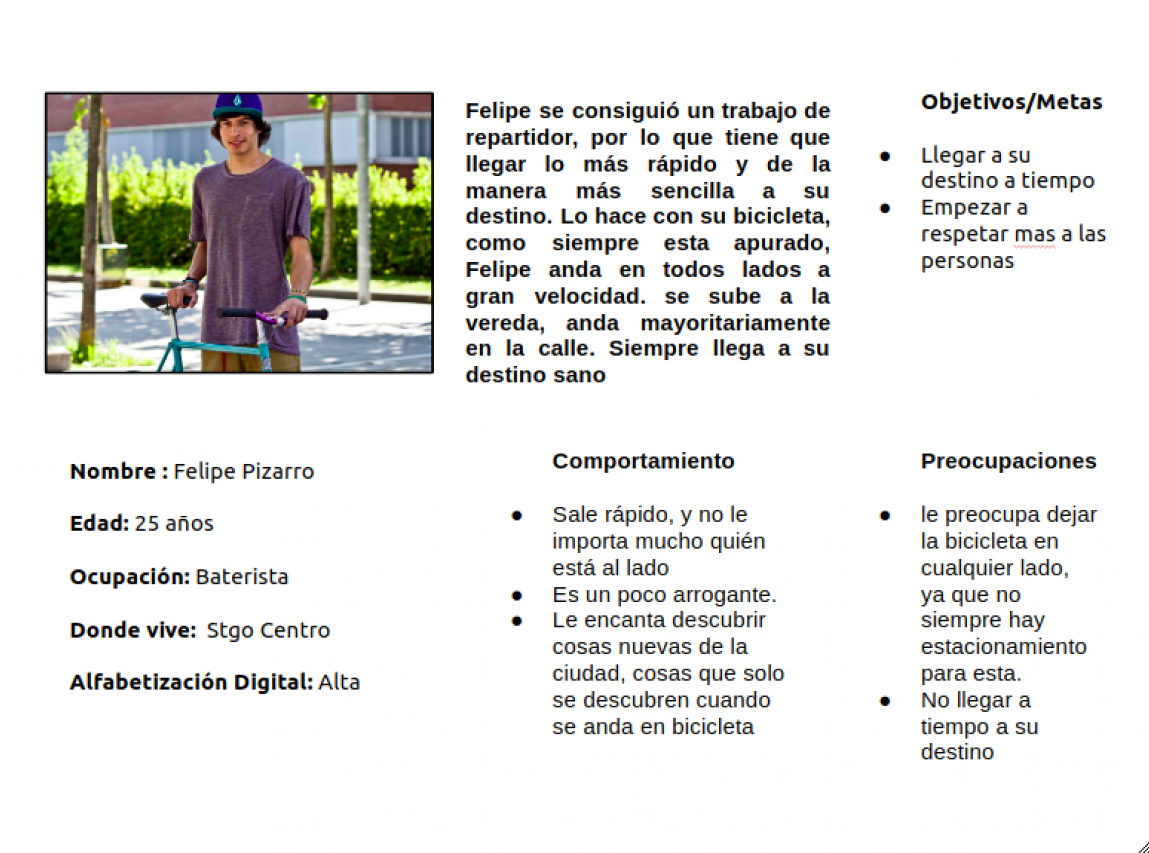 Felipe se consiguió un trabajo de
repartidor, por lo que tiene que
llegar lo más rápido y de la
manera más sencilla a su
destino. Lo hace con su bicicleta,
como siempre esta apurado,
Felipe anda en todos lados a
gran velocidad. se sube a la
vereda, anda mayoritariamente
en la calle. Siempre llega a su
destino sano
Objetivos/Metas
● Llegar a su
destino a tiempo
● Empezar a
respetar mas a las
personas
Nombre : Felipe Pizarro
Edad: 25 años
Ocupación: Baterista
Donde vive: Stgo Centro
Alfabetización Digital: Alta
Comportamiento
● Sale rápido, y no le
importa mucho quién
está al lado
● Es un poco arrogante.
● Le encanta descubrir
cosas nuevas de la
ciudad, cosas que solo
se descubren cuando
se anda en bicicleta
Preocupaciones
● le preocupa dejar
la bicicleta en
cualquier lado,
ya que no
siempre hay
estacionamiento
para esta.
● No llegar a
tiempo a su
destino